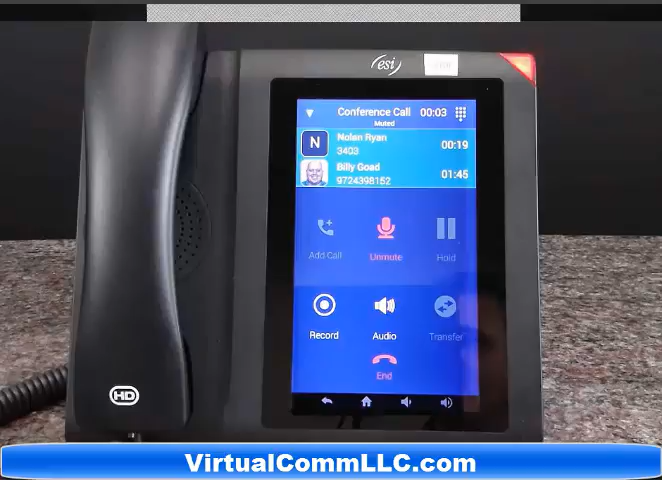 esi
Conference Call 00:03
Muted
N Nolan Ryan 00:19
3403
Billy Goad 01:45
9724398152
Add Call Unmute Hold
Record Audio Transfer
End
HD
VirtualCommLLC.com